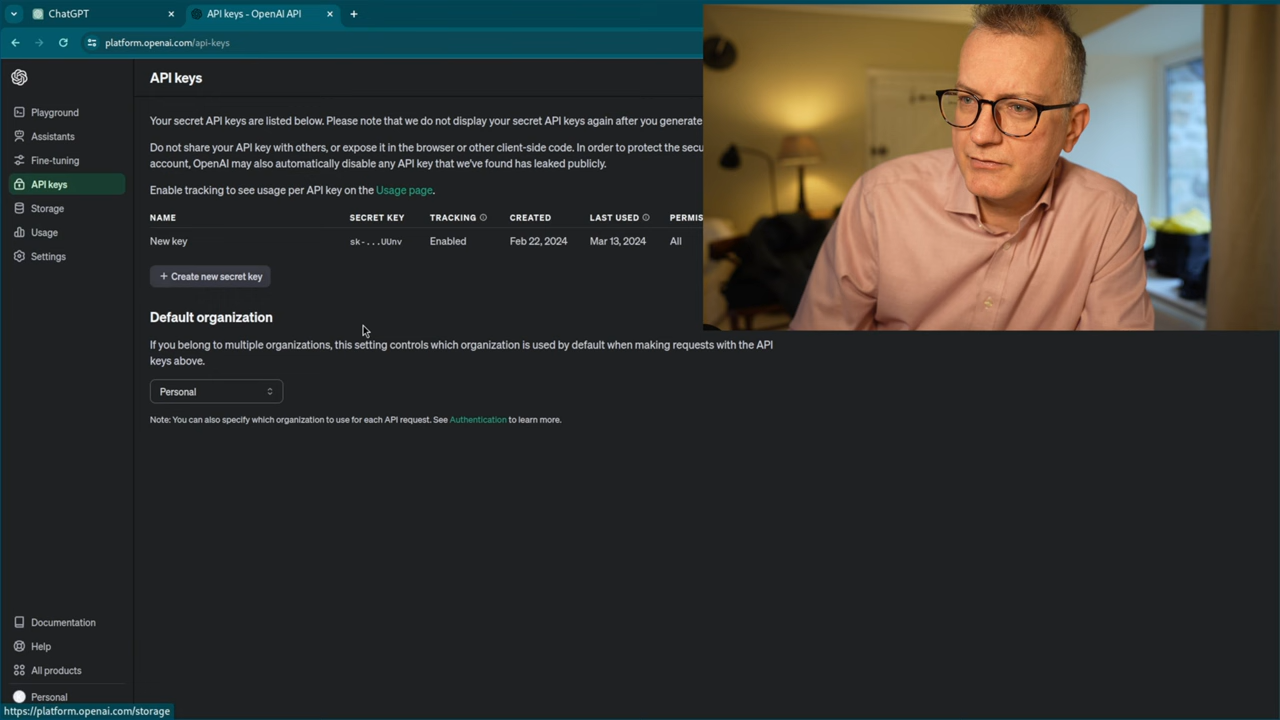 ChatGPT
API keys - OpenAI API
platform.openai.com/api-keys
API keys
Playground
Assistants
Fine-tuning
API keys
Storage
Usage
Settings
Your secret API keys are listed below. Please note that we do not display your secret API keys again after you generate
Do not share your API key with others, or expose it in the browser or other client-side code. In order to protect the secu
account, OpenAI may also automatically disable any API key that we've found has leaked publicly.
Enable tracking to see usage per API key on the Usage page.
NAME SECRET KEY TRACKING CREATED LAST USED PERMIS
New key sk-...UUnv Enabled Feb 22, 2024 Mar 13, 2024 All
+ Create new secret key
Default organization
If you belong to multiple organizations, this setting controls which organization is used by default when making requests with the API
keys above.
Personal
Note: You can also specify which organization to use for each API request. See Authentication to learn more.
Documentation
Help
All products
Personal
https://platform.openai.com/storage